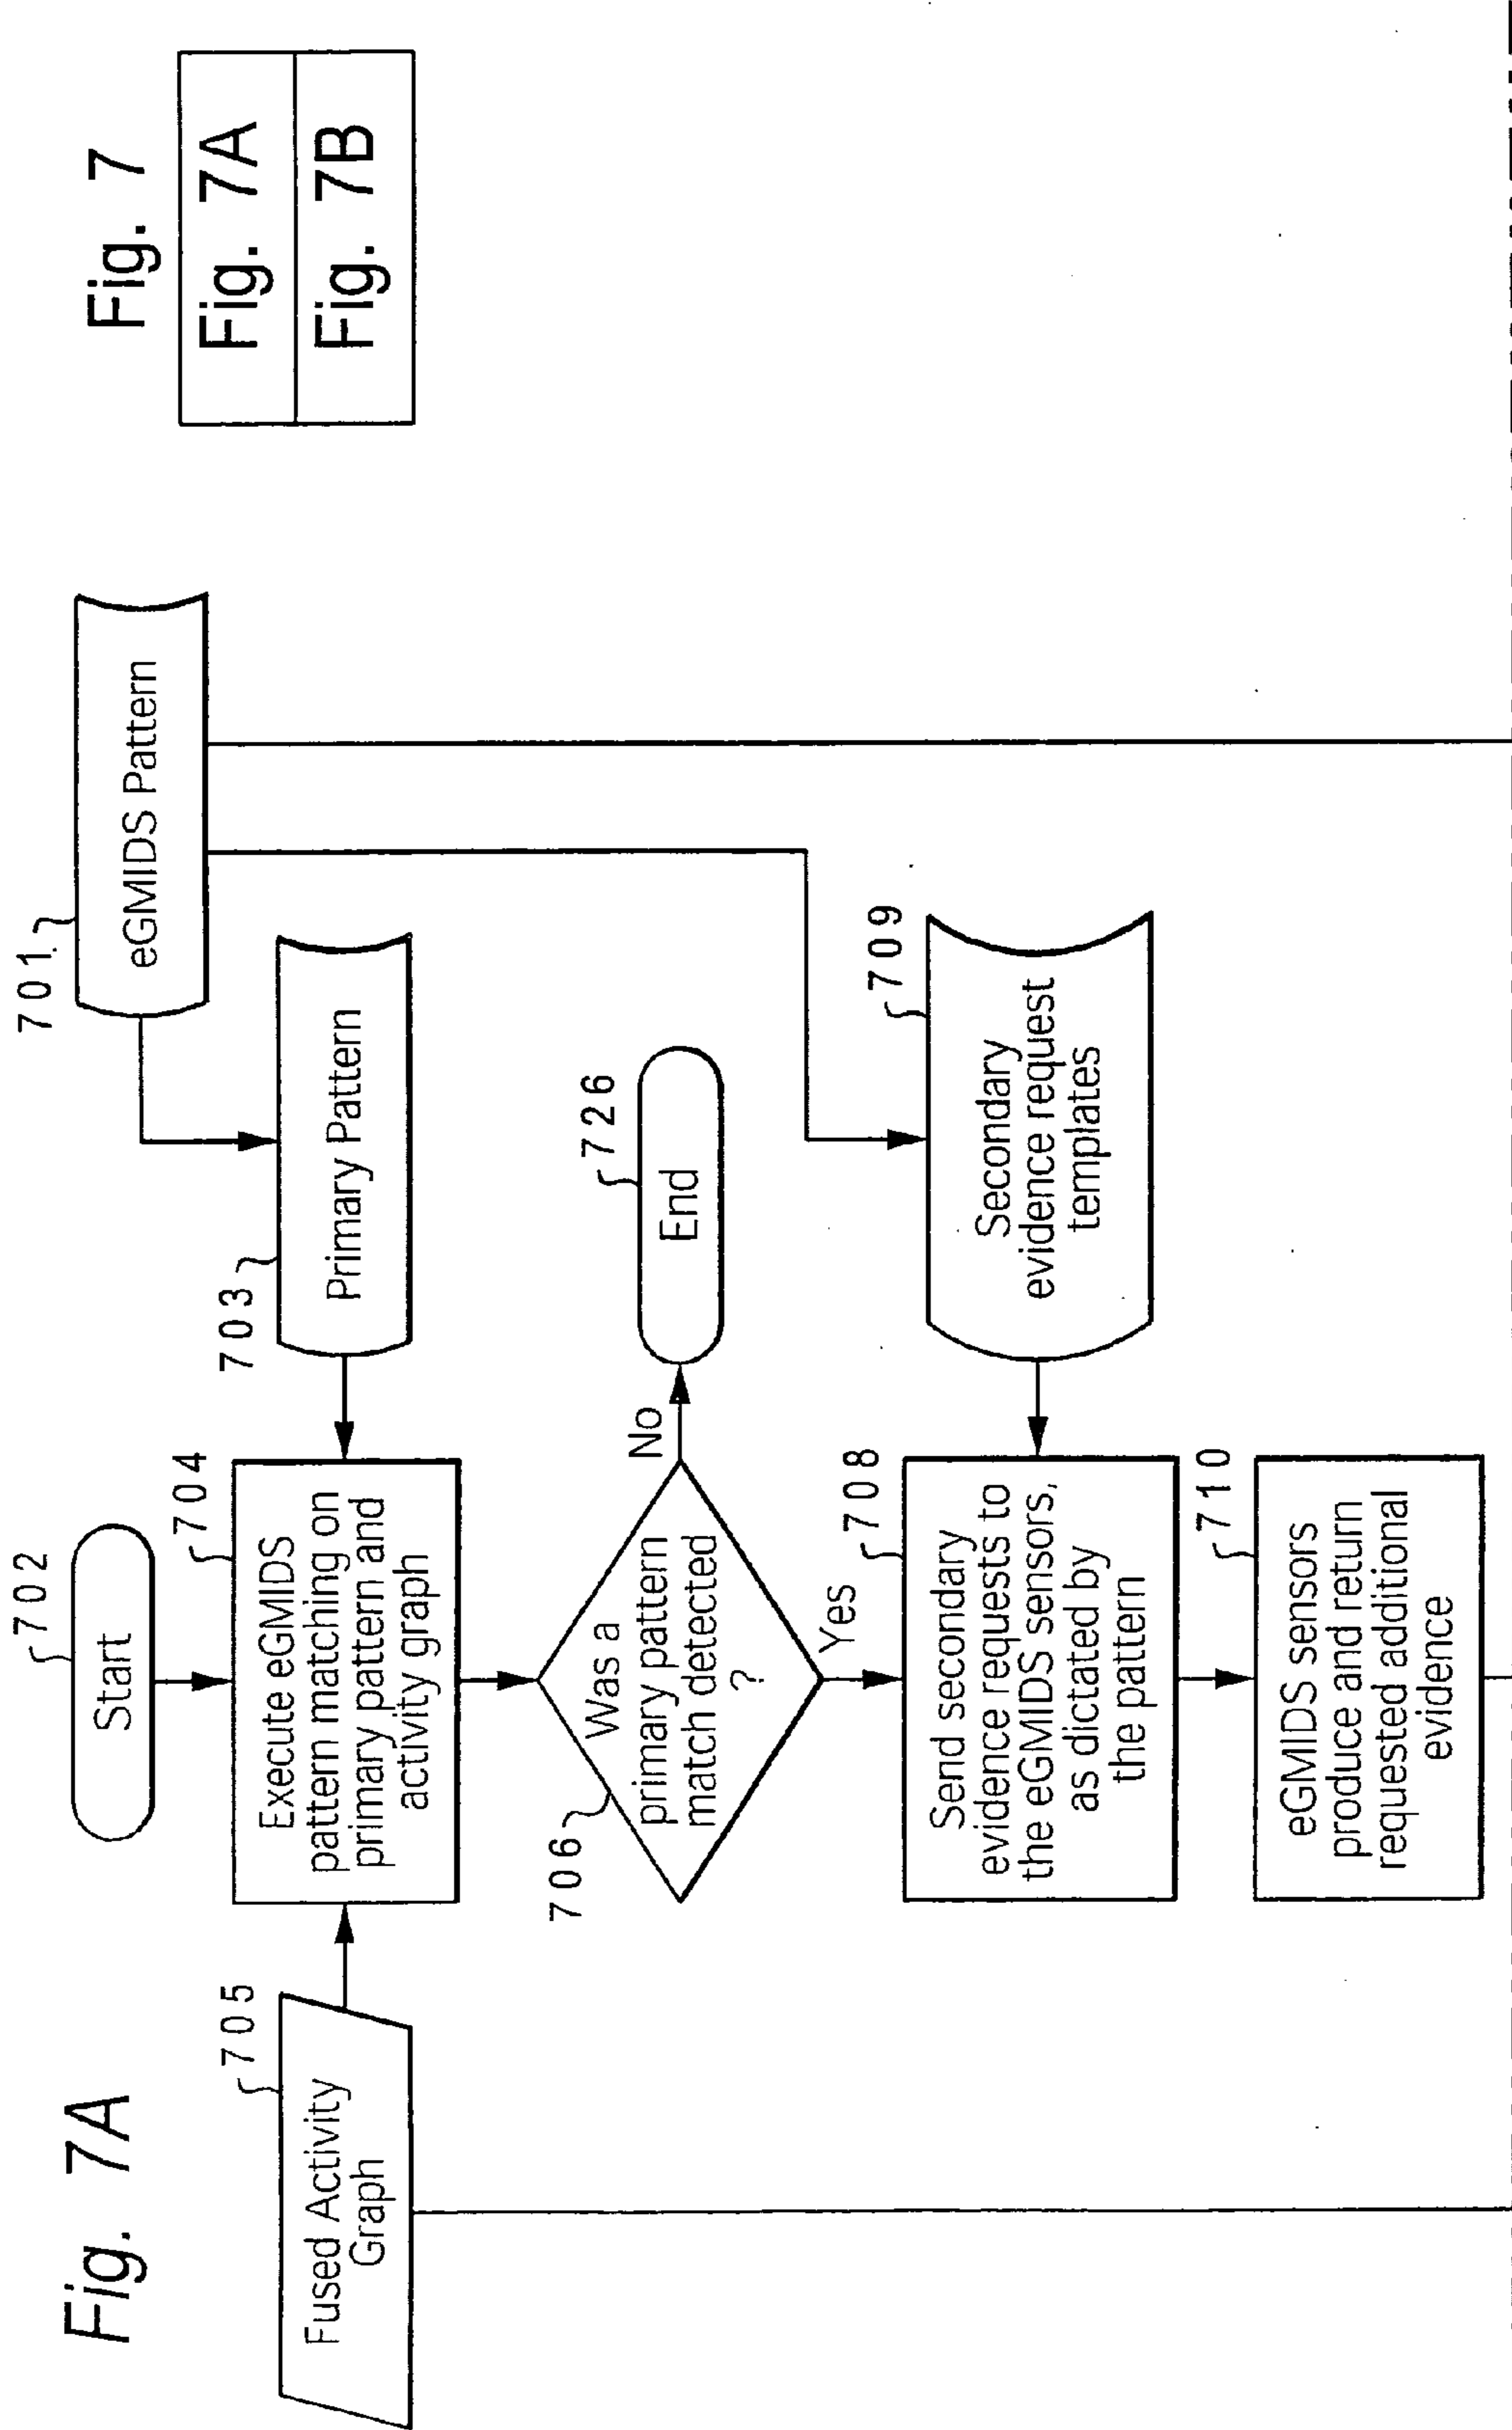 Fig. 7A
Fig. 7
Fig. 7A
Fig. 7B
702
Start
701
eGMIDS Pattern
705
Fused Activity
Graph
704
Execute eGMIDS
pattern matching on
primary pattern and
activity graph
703
Primary Pattern
706
Was a
primary pattern
match detected
?
No
726
End
Yes
708
Send secondary
evidence requests to
the eGMIDS sensors,
as dictated by
the pattern
709
Secondary
evidence request
templates
710
eGMIDS sensors
produce and return
requested additional
evidence